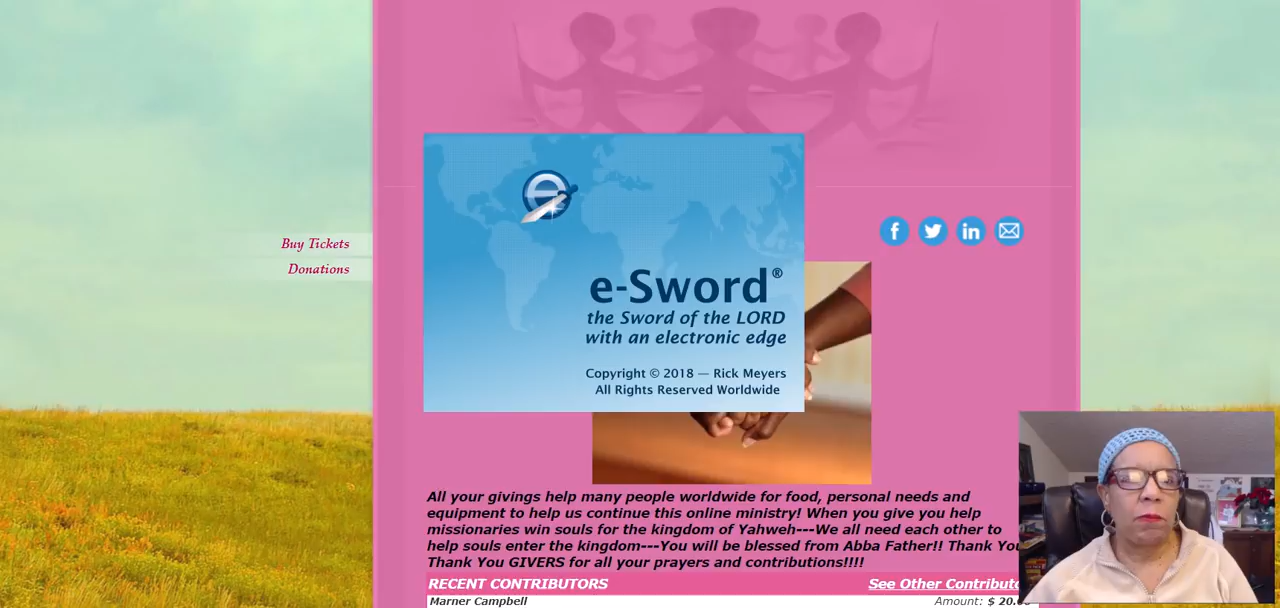 Buy Tickets
Donations
e-Sword®
the Sword of the LORD
with an electronic edge
Copyright © 2018 — Rick Meyers
All Rights Reserved Worldwide
All your givings help many people worldwide for food, personal needs and
equipment to help us continue this online ministry! When you give you help
missionaries win souls for the kingdom of Yahweh---We all need each other to
help souls enter the kingdom---You will be blessed from Abba Father!! Thank You
Thank You GIVERS for all your prayers and contributions!!!!
RECENT CONTRIBUTORS
See Other
Marner Campbell
Amount: $ 20.